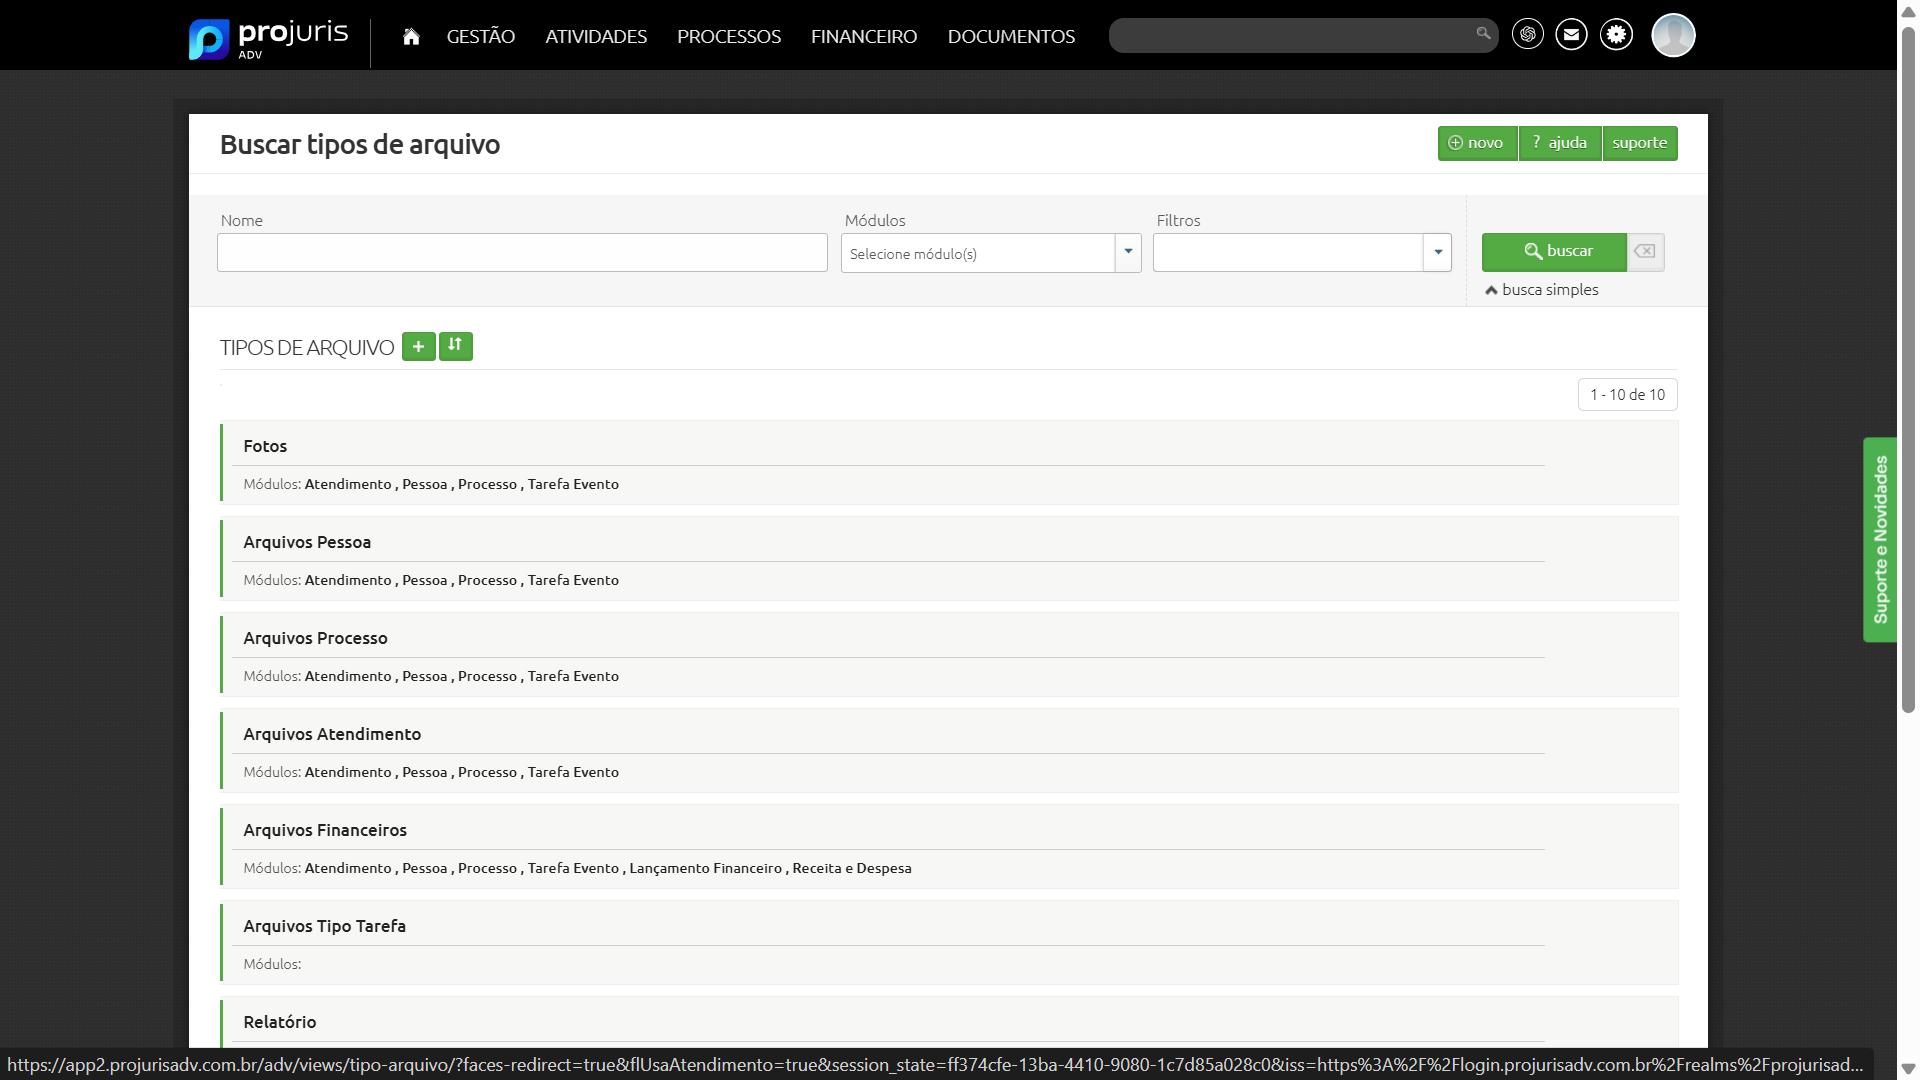 projuris
ADV
GESTÃO
ATIVIDADES
PROCESSOS
FINANCEIRO
DOCUMENTOS
Buscar tipos de arquivo
novo
? ajuda
suporte
Nome
Módulos
Filtros
Selecione módulo(s)
buscar
busca simples
TIPOS DE ARQUIVO
1 - 10 de 10
Fotos
Módulos: Atendimento , Pessoa , Processo , Tarefa Evento
Arquivos Pessoa
Módulos: Atendimento , Pessoa , Processo , Tarefa Evento
Arquivos Processo
Módulos: Atendimento , Pessoa , Processo , Tarefa Evento
Arquivos Atendimento
Módulos: Atendimento , Pessoa , Processo , Tarefa Evento
Arquivos Financeiros
Módulos: Atendimento , Pessoa , Processo , Tarefa Evento , Lançamento Financeiro , Receita e Despesa
Arquivos Tipo Tarefa
Módulos:
Relatório
Suporte e Novidades
https://app2.projurisadv.com.br/adv/views/tipo-arquivo/?faces-redirect=true&flUsaAtendimento=true&session_state=ff374cfe-13ba-4410-9080-1c7d85a028c0&iss=https%3A%2F%2Flogin.projurisadv.com.br%2Frealms%2Fprojurisad...